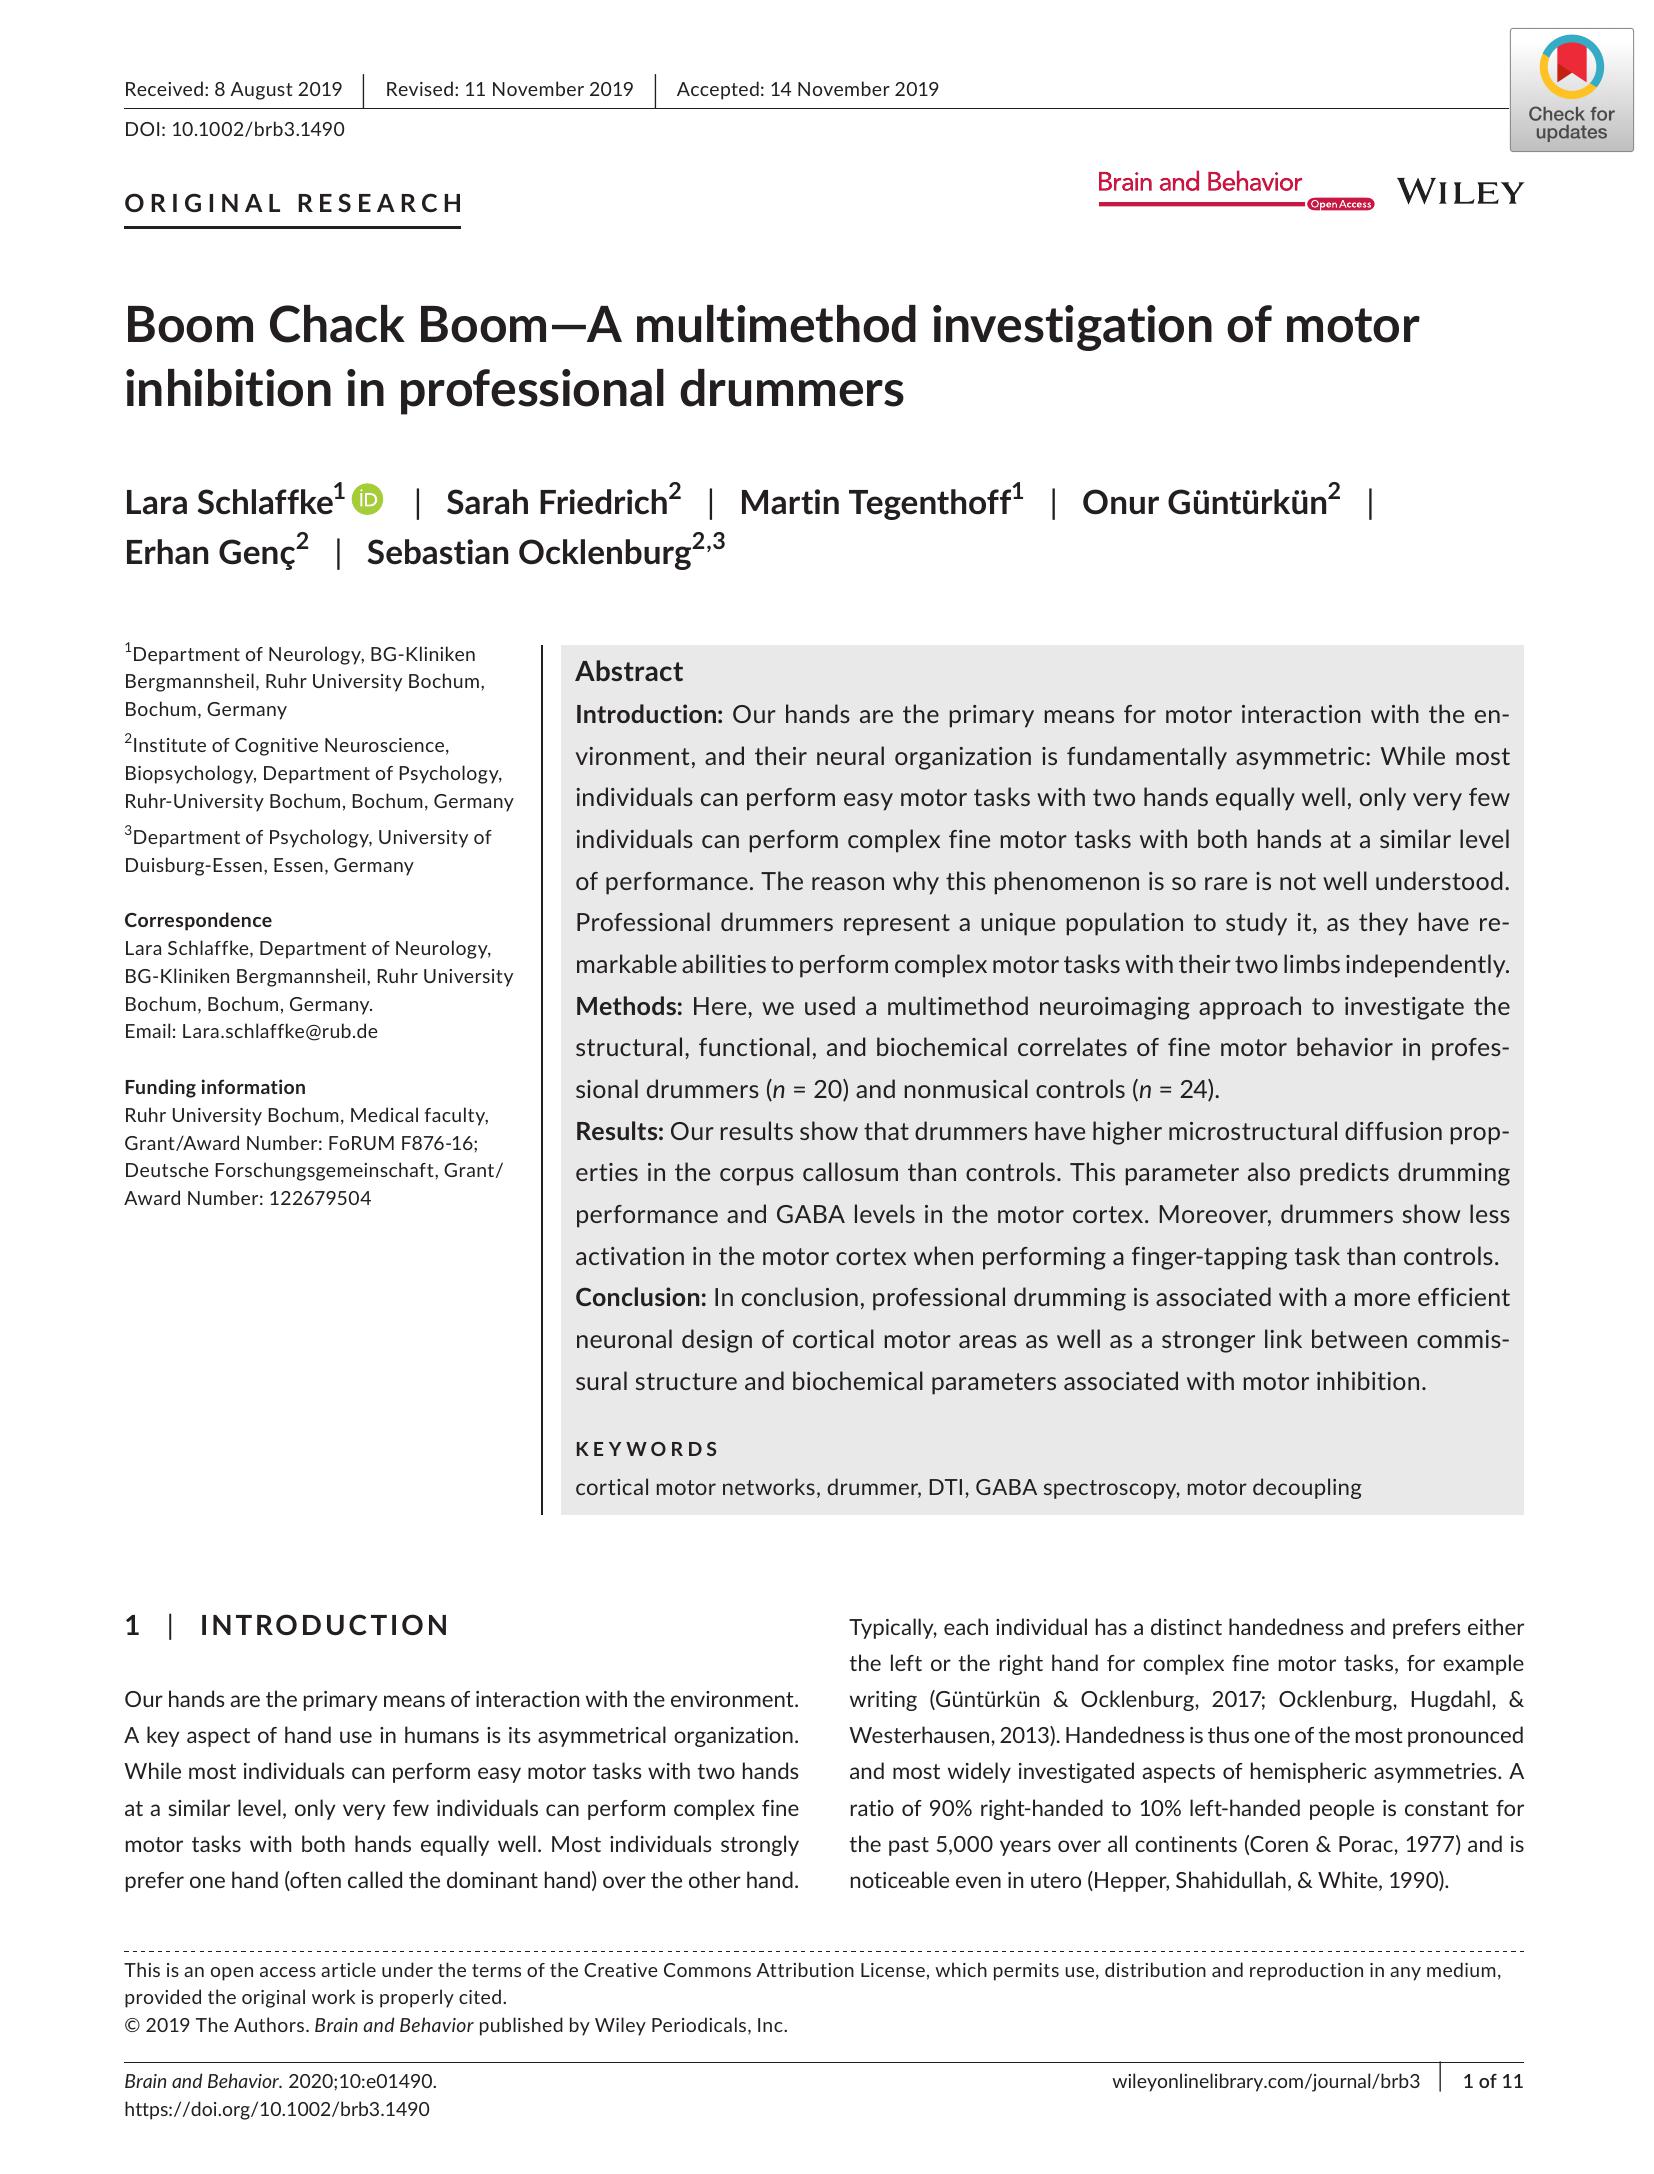 Received: 8 August 2019 | Revised: 11 November 2019 | Accepted: 14 November 2019
DOI: 10.1002/brb3.1490
Check for
updates
ORIGINAL RESEARCH
Brain and Behavior
Open Access
WILEY
Boom Chack Boom—A multimethod investigation of motor
inhibition in professional drummers
Lara Schlaffke1 iD | Sarah Friedrich2 | Martin Tegenthoff1 | Onur Güntürkün2 |
Erhan Genç2 | Sebastian Ocklenburg2,3
1Department of Neurology, BG-Kliniken
Bergmannsheil, Ruhr University Bochum,
Bochum, Germany
2Institute of Cognitive Neuroscience,
Biopsychology, Department of Psychology,
Ruhr-University Bochum, Bochum, Germany
3Department of Psychology, University of
Duisburg-Essen, Essen, Germany
Correspondence
Lara Schlaffke, Department of Neurology,
BG-Kliniken Bergmannsheil, Ruhr University
Bochum, Bochum, Germany.
Email: Lara.schlaffke@rub.de
Funding information
Ruhr University Bochum, Medical faculty,
Grant/Award Number: FoRUM F876-16;
Deutsche Forschungsgemeinschaft, Grant/
Award Number: 122679504
Abstract
Introduction: Our hands are the primary means for motor interaction with the en-
vironment, and their neural organization is fundamentally asymmetric: While most
individuals can perform easy motor tasks with two hands equally well, only very few
individuals can perform complex fine motor tasks with both hands at a similar level
of performance. The reason why this phenomenon is so rare is not well understood.
Professional drummers represent a unique population to study it, as they have re-
markable abilities to perform complex motor tasks with their two limbs independently.
Methods: Here, we used a multimethod neuroimaging approach to investigate the
structural, functional, and biochemical correlates of fine motor behavior in profes-
sional drummers (n = 20) and nonmusical controls (n = 24).
Results: Our results show that drummers have higher microstructural diffusion prop-
erties in the corpus callosum than controls. This parameter also predicts drumming
performance and GABA levels in the motor cortex. Moreover, drummers show less
activation in the motor cortex when performing a finger-tapping task than controls.
Conclusion: In conclusion, professional drumming is associated with a more efficient
neuronal design of cortical motor areas as well as a stronger link between commis-
sural structure and biochemical parameters associated with motor inhibition.
KEYWORDS
cortical motor networks, drummer, DTI, GABA spectroscopy, motor decoupling
1 | INTRODUCTION
Our hands are the primary means of interaction with the environment.
A key aspect of hand use in humans is its asymmetrical organization.
While most individuals can perform easy motor tasks with two hands
at a similar level, only very few individuals can perform complex fine
motor tasks with both hands equally well. Most individuals strongly
prefer one hand (often called the dominant hand) over the other hand.
Typically, each individual has a distinct handedness and prefers either
the left or the right hand for complex fine motor tasks, for example
writing (Güntürkün & Ocklenburg, 2017; Ocklenburg, Hugdahl, &
Westerhausen, 2013). Handedness is thus one of the most pronounced
and most widely investigated aspects of hemispheric asymmetries. A
ratio of 90% right-handed to 10% left-handed people is constant for
the past 5,000 years over all continents (Coren & Porac, 1977) and is
noticeable even in utero (Hepper, Shahidullah, & White, 1990).
This is an open access article under the terms of the Creative Commons Attribution License, which permits use, distribution and reproduction in any medium,
provided the original work is properly cited.
© 2019 The Authors. Brain and Behavior published by Wiley Periodicals, Inc.
Brain and Behavior. 2020;10:e01490.
https://doi.org/10.1002/brb3.1490
wileyonlinelibrary.com/journal/brb3 | 1 of 11